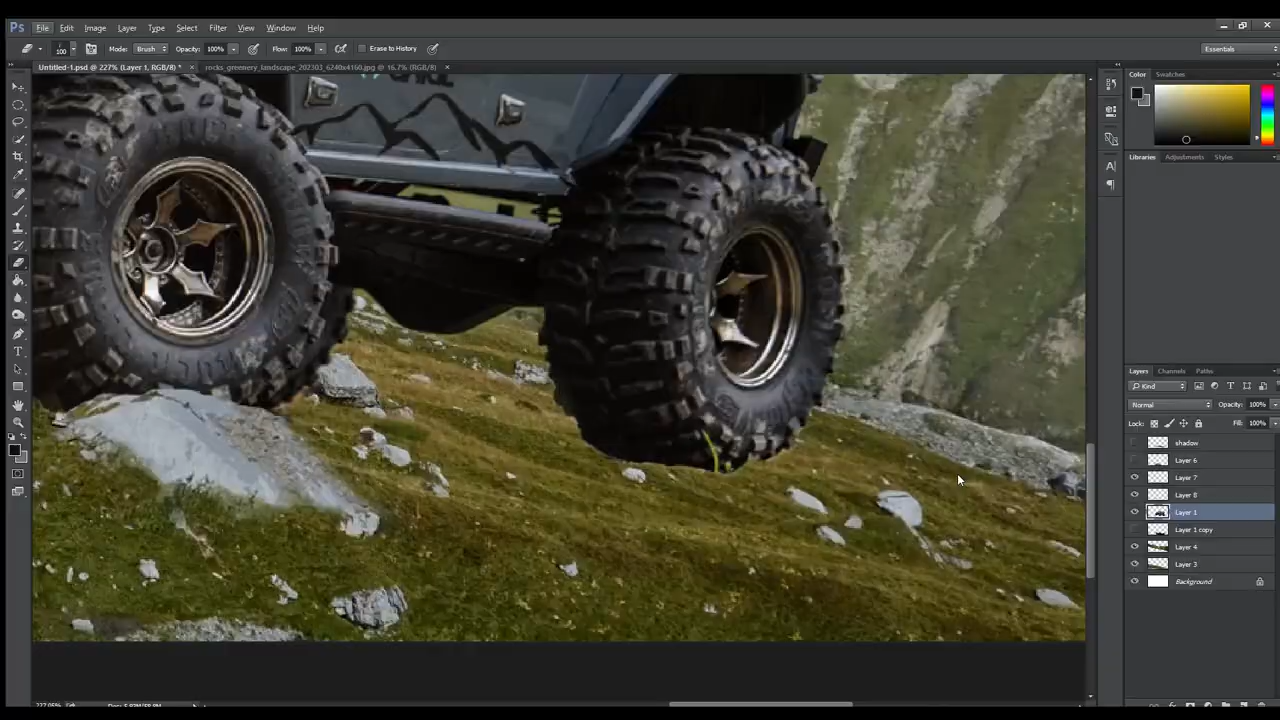 Ps File Edit Image Layer Type Select Filter View Window Help
100 Mode: Brush Opacity: 100% Flow: 100% Erase to History Essentials
Untitled-1.psd @ 227% (Layer 1, RGB/8) * × rocks_greenery_landscape_202303_6240x4160.jpg @ 16.7% (RGB/8) ×
Color Swatches
Libraries Adjustments Styles
Layers Channels Paths
Kind
Normal Opacity: 100%
Lock: Fill: 100%
shadow
Layer 6
Layer 7
Layer 8
Layer 1
Layer 1 copy
Layer 4
Layer 3
Background